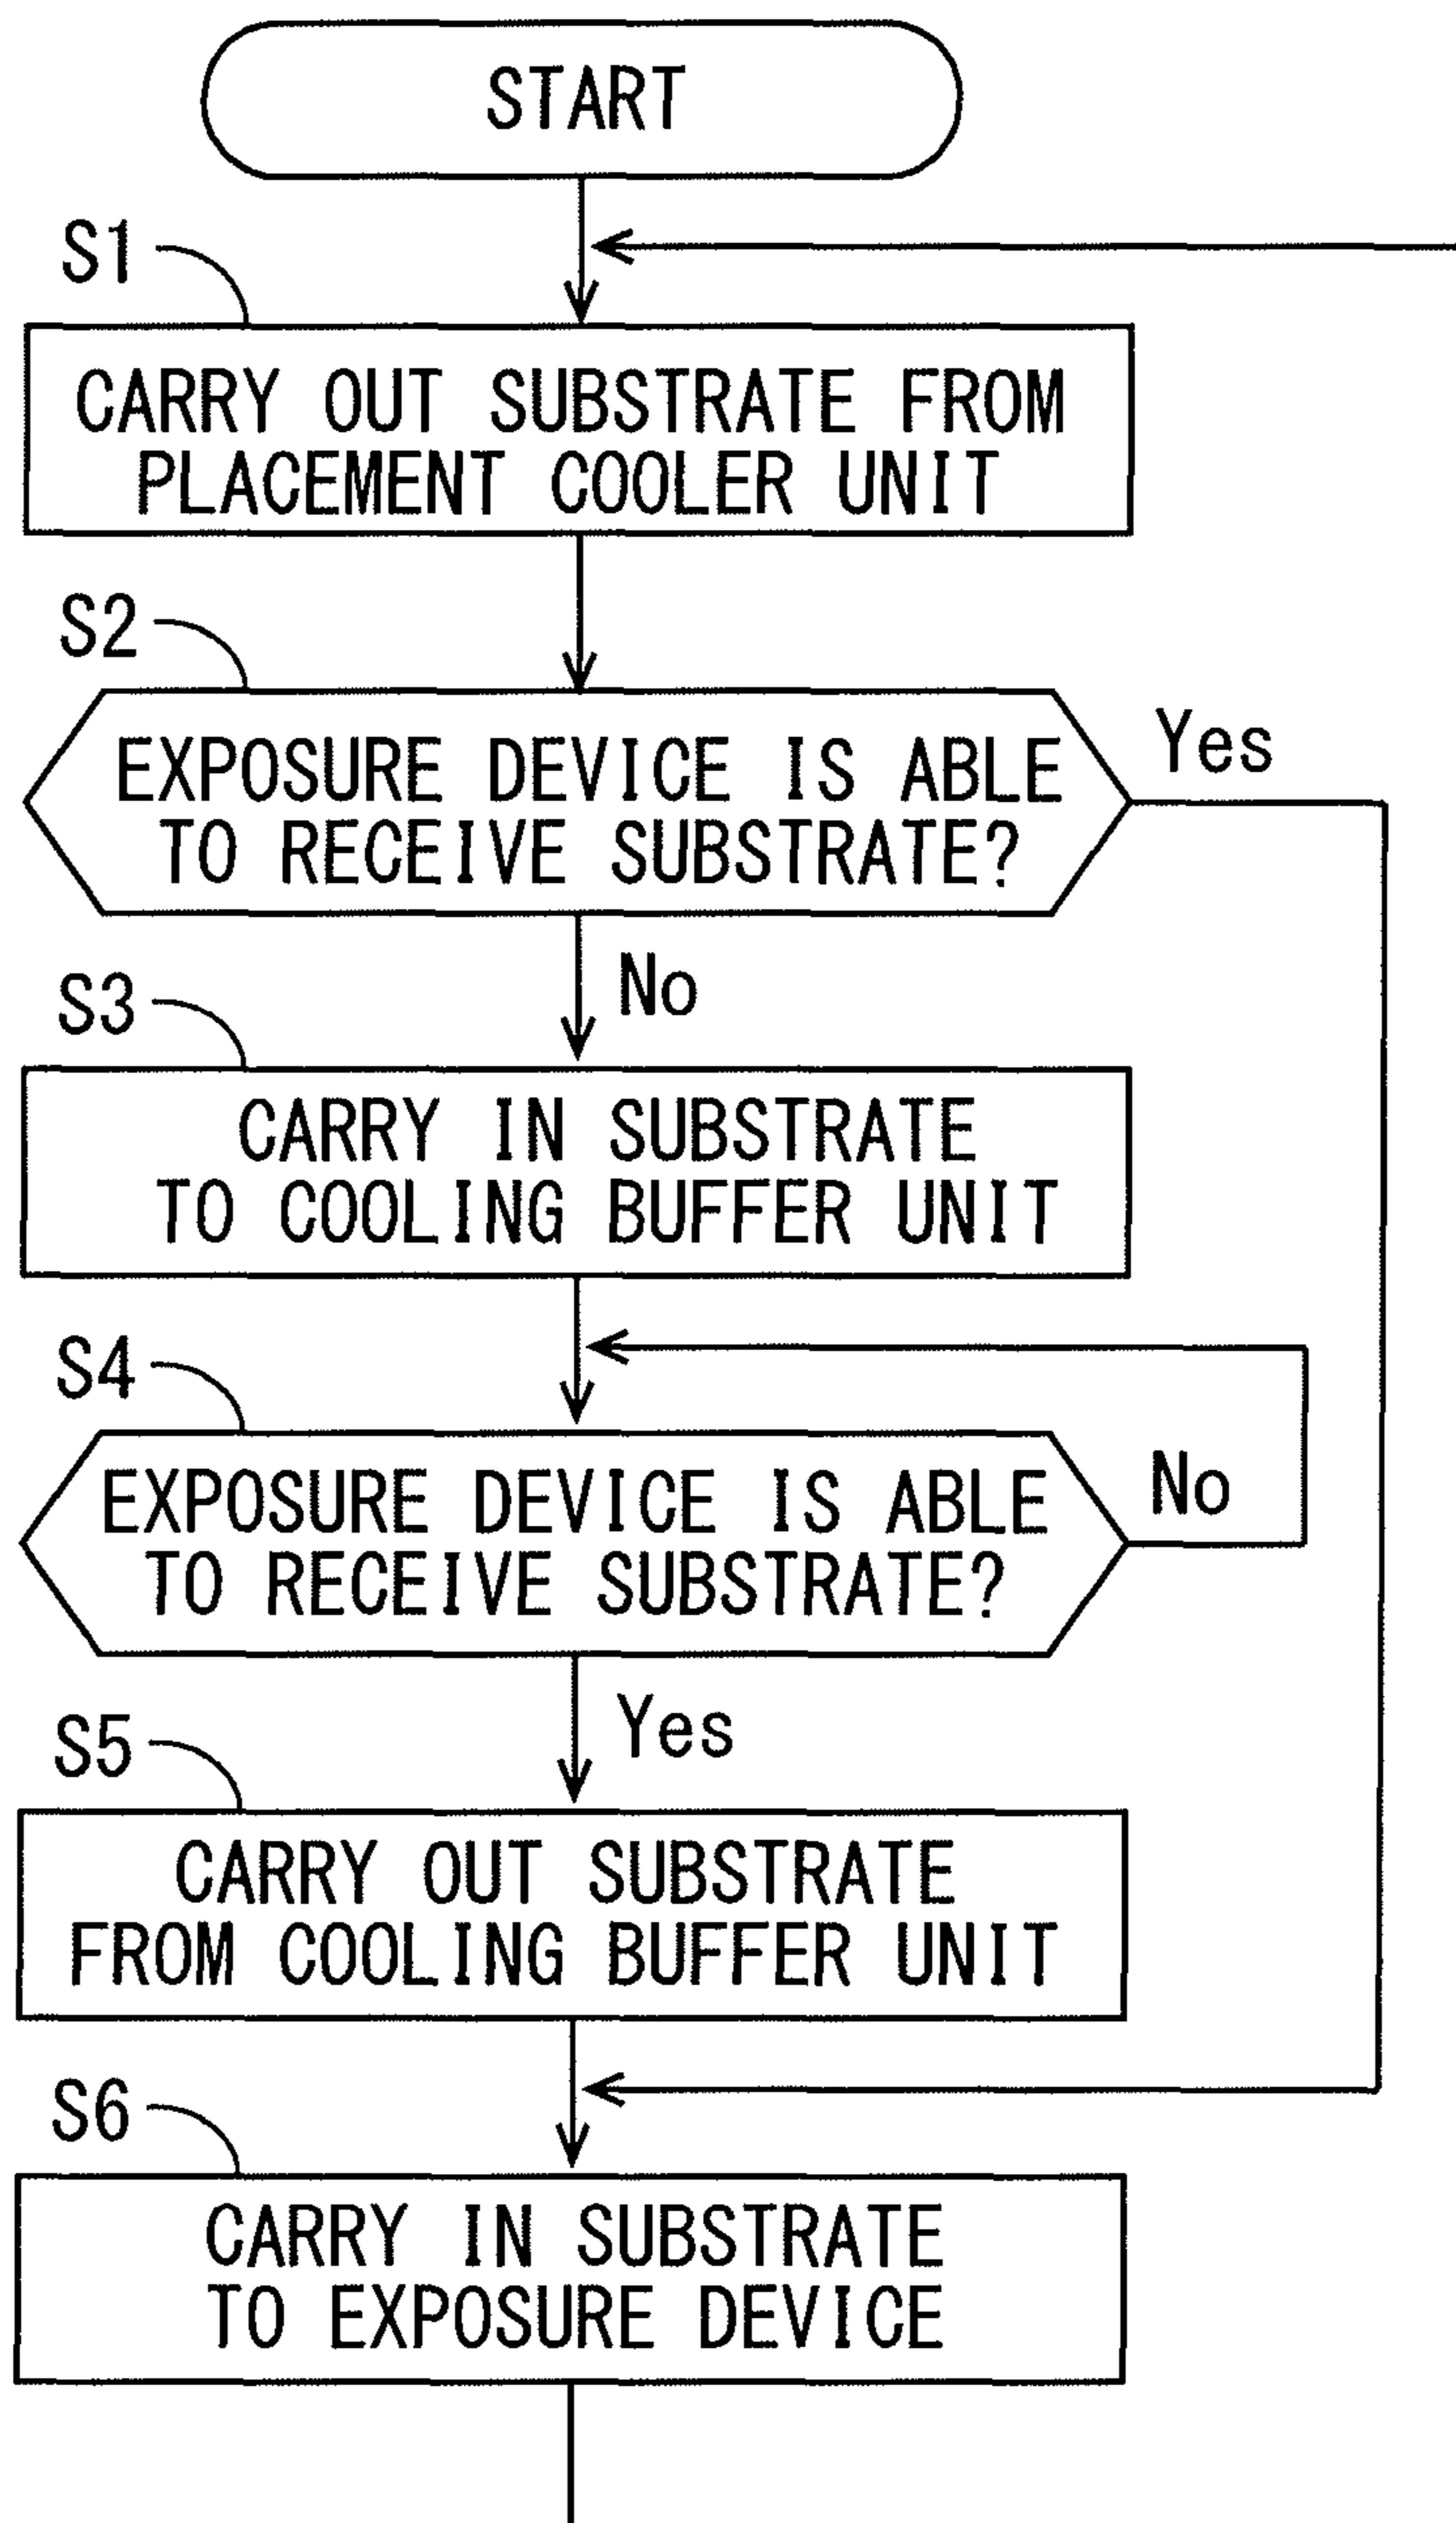 START
S1
CARRY OUT SUBSTRATE FROM
PLACEMENT COOLER UNIT
S2
EXPOSURE DEVICE IS ABLE
TO RECEIVE SUBSTRATE?
Yes
No
S3
CARRY IN SUBSTRATE
TO COOLING BUFFER UNIT
S4
EXPOSURE DEVICE IS ABLE
TO RECEIVE SUBSTRATE?
No
Yes
S5
CARRY OUT SUBSTRATE
FROM COOLING BUFFER UNIT
S6
CARRY IN SUBSTRATE
TO EXPOSURE DEVICE